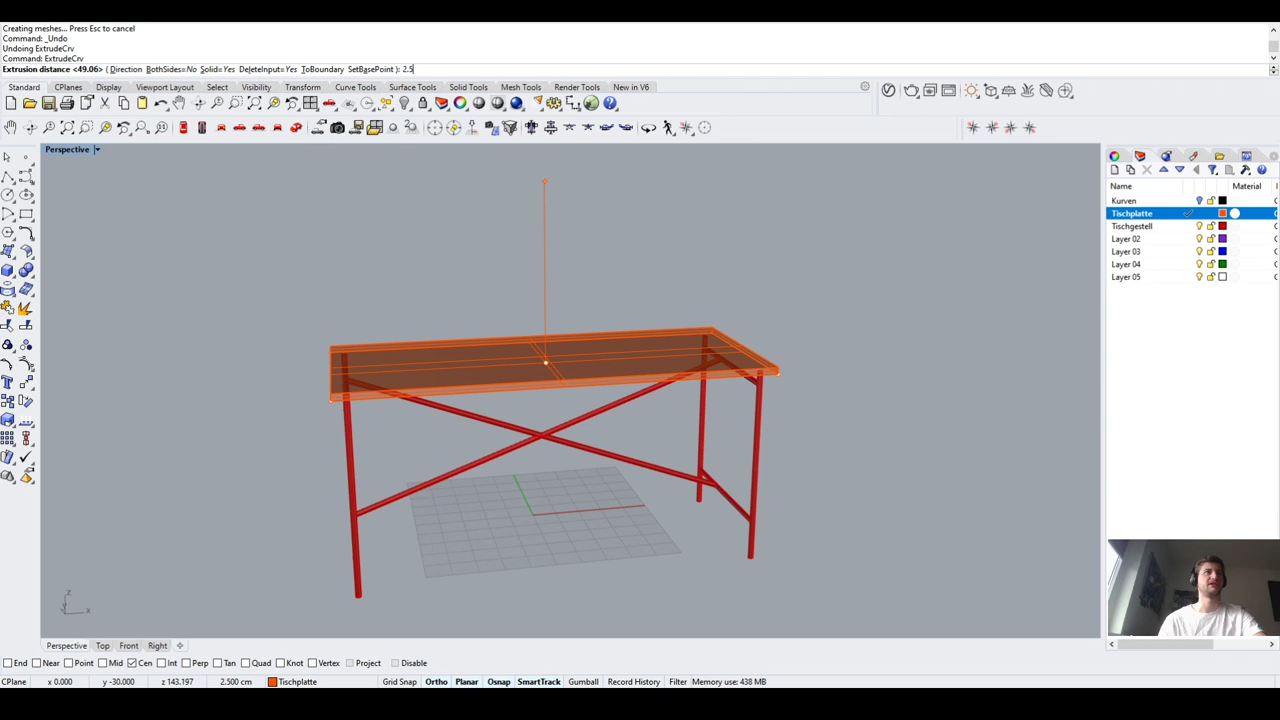 Creating meshes... Press Esc to cancel
Command: _Undo
Undoing ExtrudeCrv
Command: ExtrudeCrv
Extrusion distance <49.06> ( Direction BothSides=No Solid=Yes DeleteInput=Yes ToBoundary SetBasePoint ): 2.5
Standard CPlanes Display Viewport Layout Visibility Transform Curve Tools Surface Tools Solid Tools Mesh Tools Render Tools New in V6
Perspective
Name Material
Kurven
Tischplatte
Tischgestell
Layer 02
Layer 03
Layer 04
Layer 05
z
x
Perspective Top Front Right
End Near Point Mid Cen Int Perp Tan Quad Knot Vertex Project Disable
CPlane x 0.000 y -30.000 z 143.197 2.500 cm Tischplatte Grid Snap Ortho Planar Osnap SmartTrack Gumball Record History Filter Memory use: 438 MB